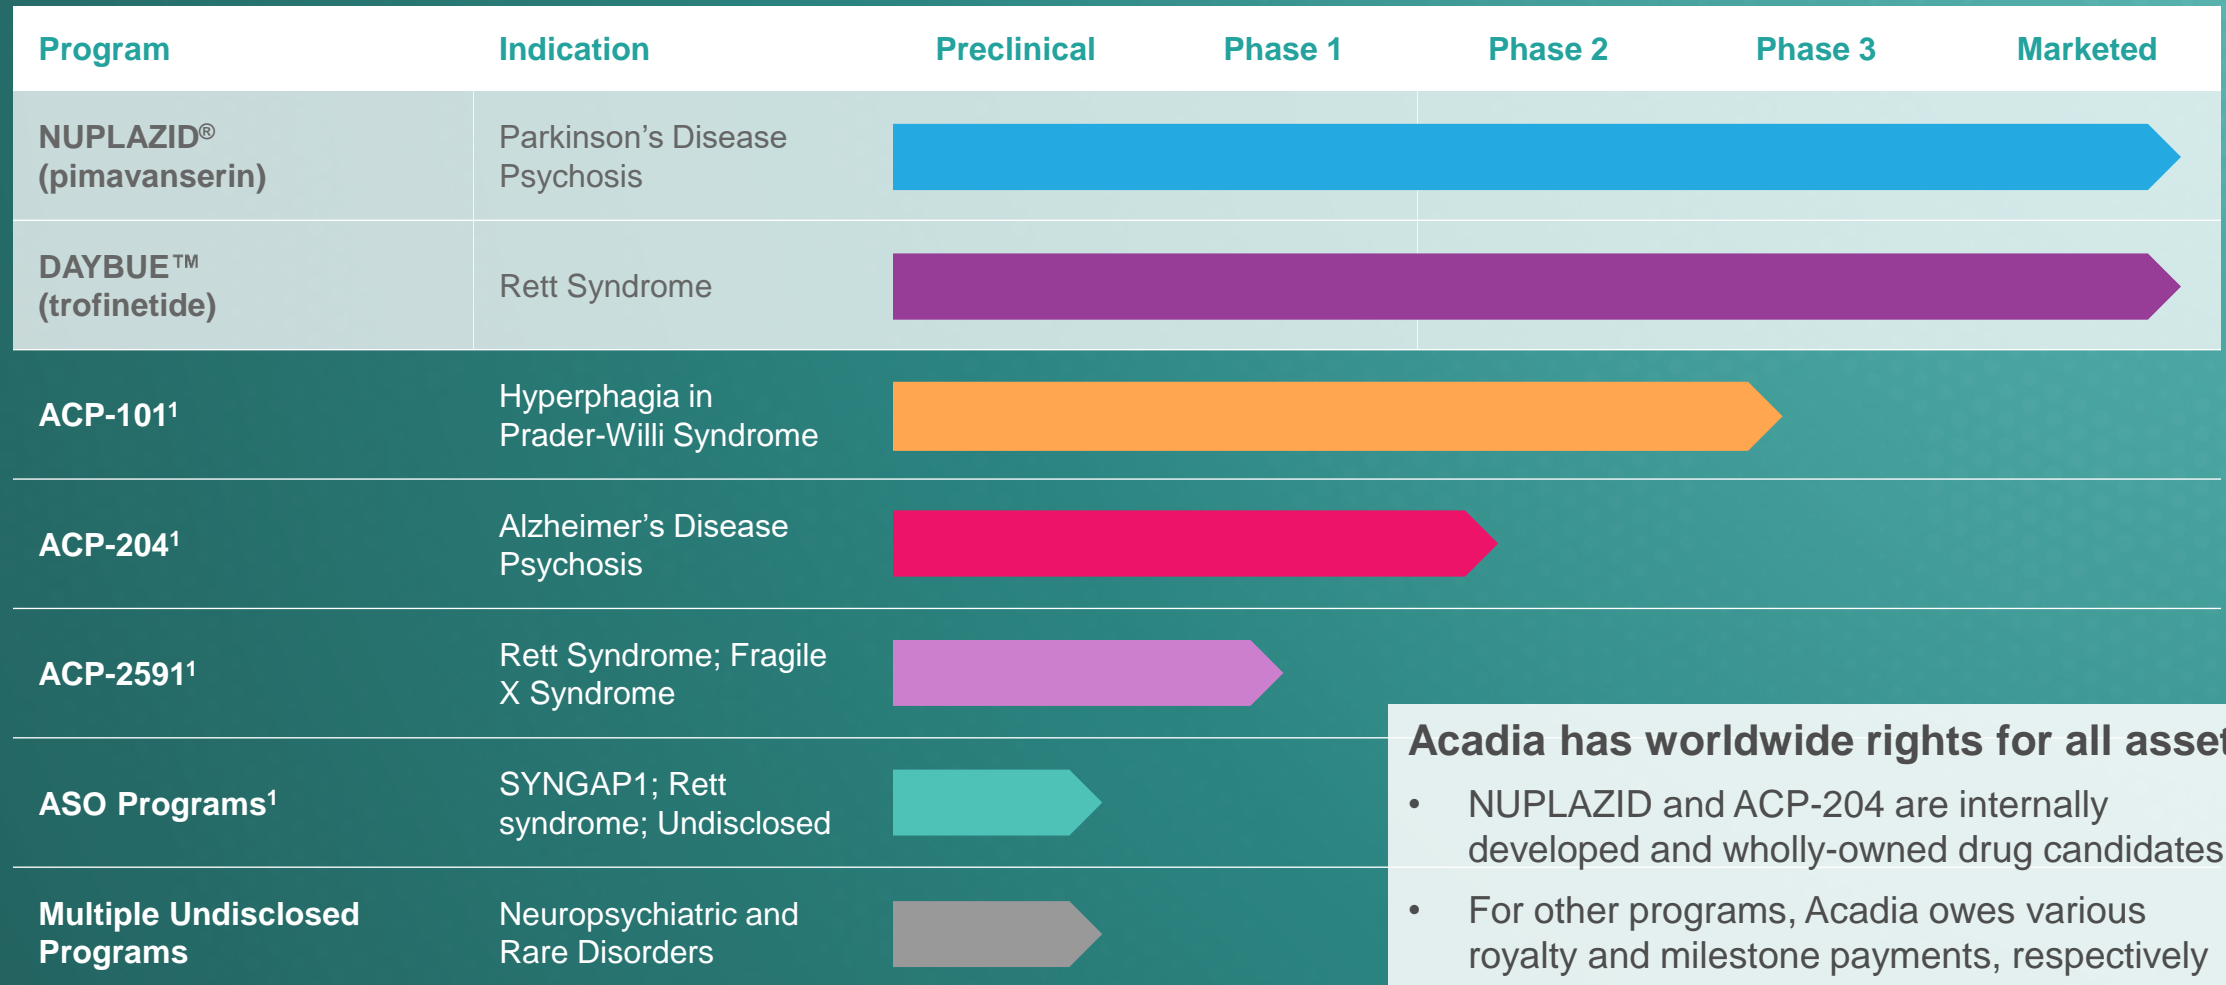 Program Indication Preclinical Phase 1 Phase 2 Phase 3 Marketed
NUPLAZID®
(pimavanserin)
Parkinson’s Disease
Psychosis
DAYBUE™
(trofinetide)
Rett Syndrome
ACP-101¹
Hyperphagia in
Prader-Willi Syndrome
ACP-204¹
Alzheimer’s Disease
Psychosis
ACP-2591¹
Rett Syndrome; Fragile
X Syndrome
ASO Programs¹
SYNGAP1; Rett
syndrome; Undisclosed
Multiple Undisclosed
Programs
Neuropsychiatric and
Rare Disorders
Acadia has worldwide rights for all asset
• NUPLAZID and ACP-204 are internally
developed and wholly-owned drug candidates
• For other programs, Acadia owes various
royalty and milestone payments, respectively